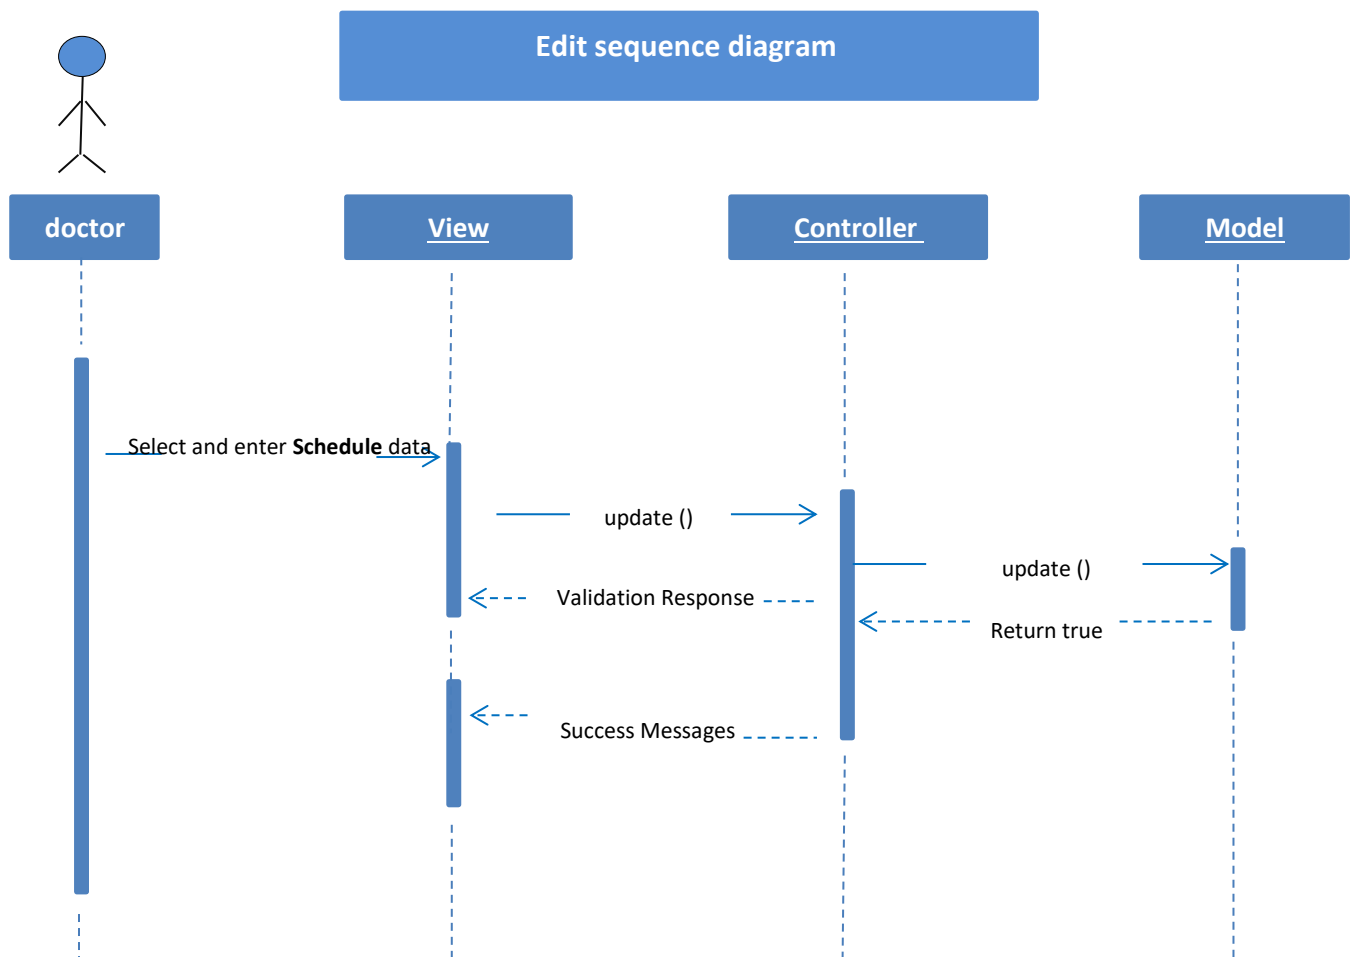 Edit sequence diagram
doctor
View
Controller
Model
Select and enter Schedule data
update ()
update ()
Validation Response
Return true
Success Messages